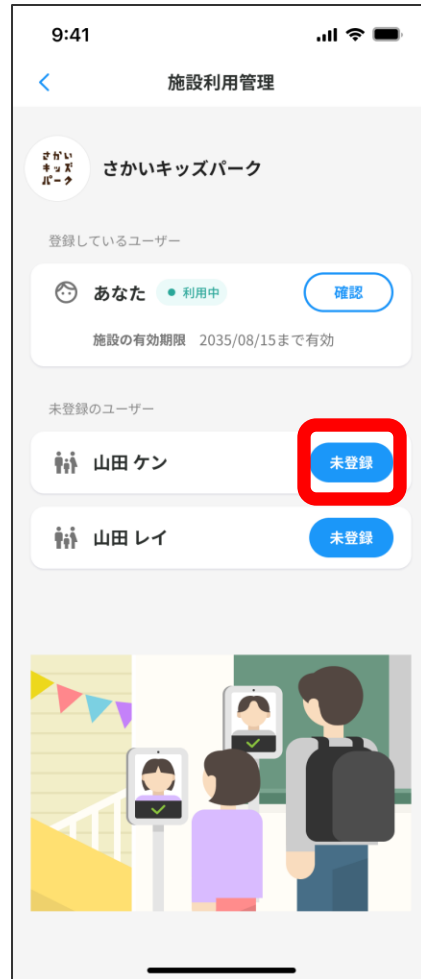 9:41
施設利用管理
さかい
キッズ
パーク
さかいキッズパーク
登録しているユーザー
あなた 利用中 確認
施設の有効期限 2035/08/15まで有効
未登録のユーザー
山田 ケン 未登録
山田 レイ 未登録